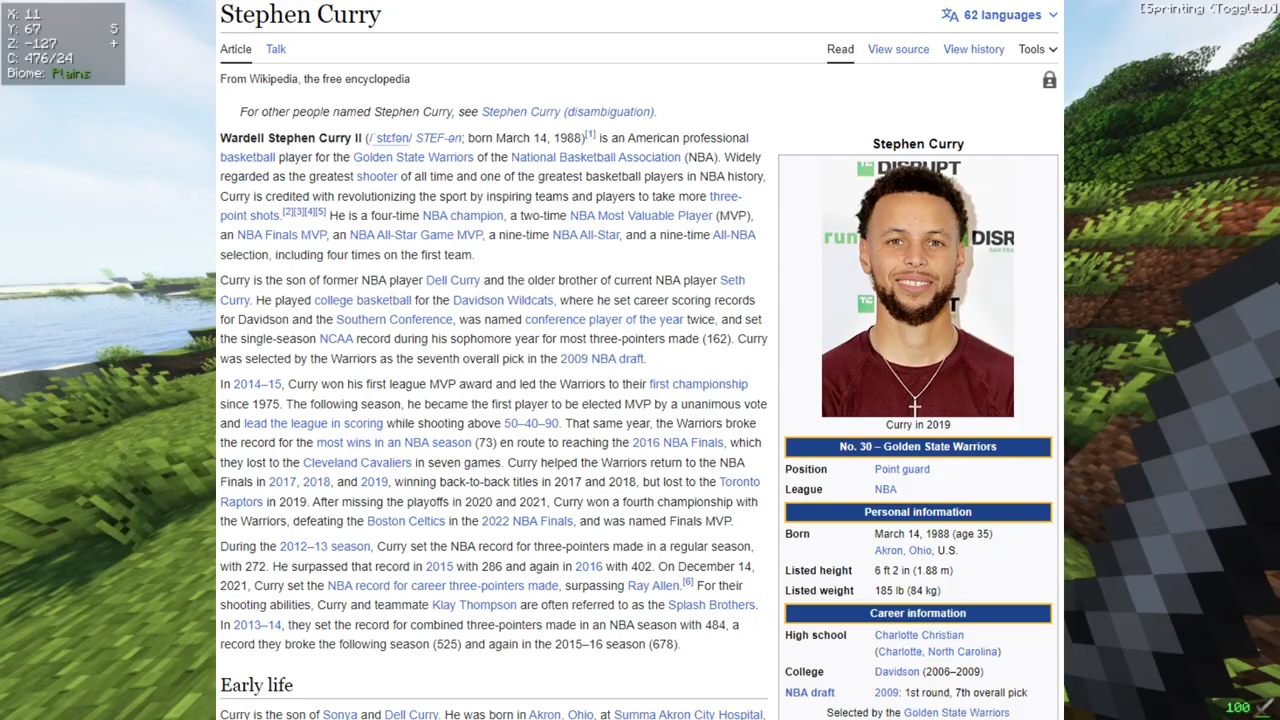 X: 11
Y: 67 S
Z: -127 +
C: 476/24
Biome: Plains
[Sprinting (Toggled)]
Stephen Curry
62 languages
Article Talk Read View source View history Tools
From Wikipedia, the free encyclopedia
For other people named Stephen Curry, see Stephen Curry (disambiguation).
Wardell Stephen Curry II (/ˈstɛfən/ STEF-ən; born March 14, 1988)[1] is an American professional
basketball player for the Golden State Warriors of the National Basketball Association (NBA). Widely
regarded as the greatest shooter of all time and one of the greatest basketball players in NBA history,
Curry is credited with revolutionizing the sport by inspiring teams and players to take more three-
point shots.[2][3][4][5] He is a four-time NBA champion, a two-time NBA Most Valuable Player (MVP),
an NBA Finals MVP, an NBA All-Star Game MVP, a nine-time NBA All-Star, and a nine-time All-NBA
selection, including four times on the first team.
Curry is the son of former NBA player Dell Curry and the older brother of current NBA player Seth
Curry. He played college basketball for the Davidson Wildcats, where he set career scoring records
for Davidson and the Southern Conference, was named conference player of the year twice, and set
the single-season NCAA record during his sophomore year for most three-pointers made (162). Curry
was selected by the Warriors as the seventh overall pick in the 2009 NBA draft.
In 2014–15, Curry won his first league MVP award and led the Warriors to their first championship
since 1975. The following season, he became the first player to be elected MVP by a unanimous vote
and lead the league in scoring while shooting above 50–40–90. That same year, the Warriors broke
the record for the most wins in an NBA season (73) en route to reaching the 2016 NBA Finals, which
they lost to the Cleveland Cavaliers in seven games. Curry helped the Warriors return to the NBA
Finals in 2017, 2018, and 2019, winning back-to-back titles in 2017 and 2018, but lost to the Toronto
Raptors in 2019. After missing the playoffs in 2020 and 2021, Curry won a fourth championship with
the Warriors, defeating the Boston Celtics in the 2022 NBA Finals, and was named Finals MVP.
During the 2012–13 season, Curry set the NBA record for three-pointers made in a regular season,
with 272. He surpassed that record in 2015 with 286 and again in 2016 with 402. On December 14,
2021, Curry set the NBA record for career three-pointers made, surpassing Ray Allen.[6] For their
shooting abilities, Curry and teammate Klay Thompson are often referred to as the Splash Brothers.
In 2013–14, they set the record for combined three-pointers made in an NBA season with 484, a
record they broke the following season (525) and again in the 2015–16 season (678).
Early life
Curry is the son of Sonya and Dell Curry. He was born in Akron, Ohio, at Summa Akron City Hospital,
Stephen Curry
DISRUPT
run DISR
Curry in 2019
No. 30 – Golden State Warriors
Position Point guard
League NBA
Personal information
Born March 14, 1988 (age 35)
Akron, Ohio, U.S.
Listed height 6 ft 2 in (1.88 m)
Listed weight 185 lb (84 kg)
Career information
High school Charlotte Christian
(Charlotte, North Carolina)
College Davidson (2006–2009)
NBA draft 2009: 1st round, 7th overall pick
Selected by the Golden State Warriors
100